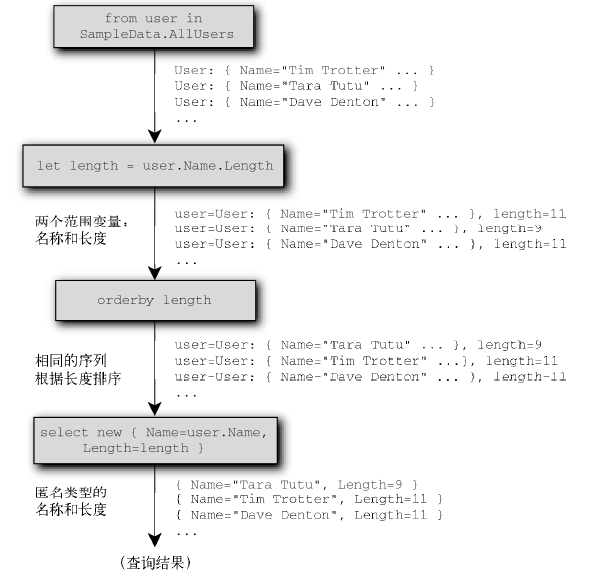 from user in
SampleData.AllUsers
User: { Name="Tim Trotter" ... }
User: { Name="Tara Tutu" ... }
User: { Name="Dave Denton" ... }
...
let length = user.Name.Length
两个范围变量:
名称和长度
user=User: { Name="Tim Trotter" ... }, length=11
user=User: { Name="Tara Tutu" ... }, length=9
user=User: { Name="Dave Denton" ... }, length=11
...
orderby length
相同的序列
根据长度排序
user=User: { Name="Tara Tutu" ... }, length=9
user=User: { Name="Tim Trotter" ...}, length=11
user=User: { Name="Dave Denton" ... }, length=11
...
select new { Name=user.Name,
Length=length }
匿名类型的
名称和长度
{ Name="Tara Tutu", Length=9 }
{ Name="Tim Trotter", Length=11 }
{ Name="Dave Denton", Length=11 }
...
(查询结果)